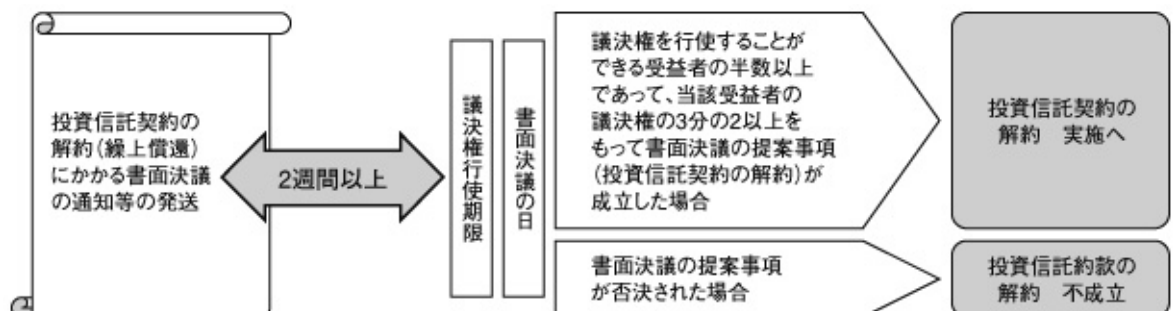 投資信託契約の
解約(繰上償還)
にかかる書面決議
の通知等の発送
2週間以上
議決権行使期限
書面決議の日
議決権を行使することが
できる受益者の半数以上
であって、当該受益者の
議決権の3分の2以上を
もって書面決議の提案事項
(投資信託契約の解約)が
成立した場合
投資信託契約の
解約 実施へ
書面決議の提案事項
が否決された場合
投資信託約款の
解約 不成立